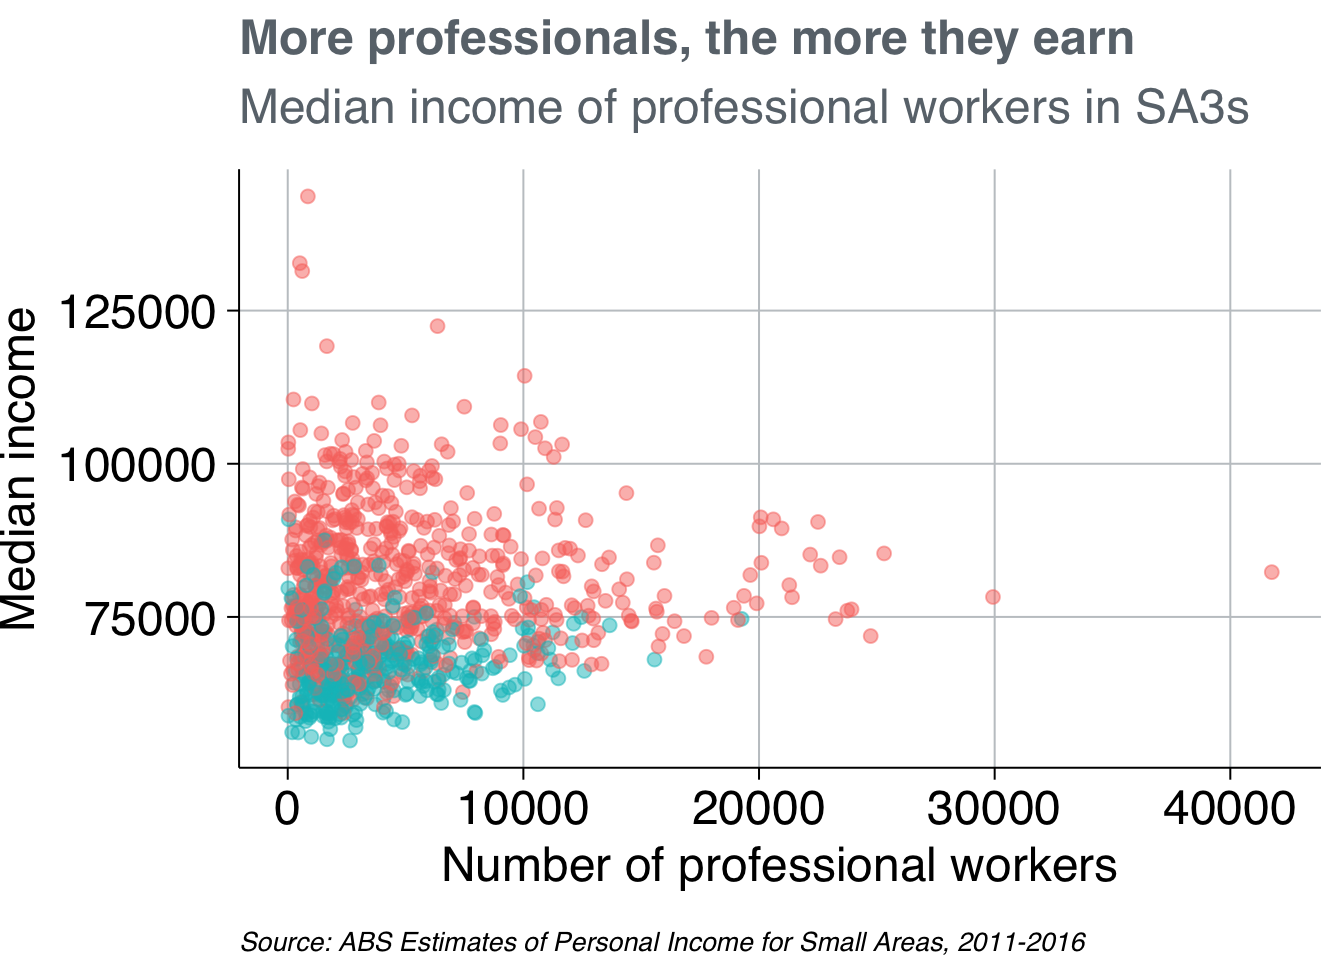 More professionals, the more they earn
Median income of professional workers in SA3s
Median income
125000
100000
75000
0 10000 20000 30000 40000
Number of professional workers
Source: ABS Estimates of Personal Income for Small Areas, 2011-2016